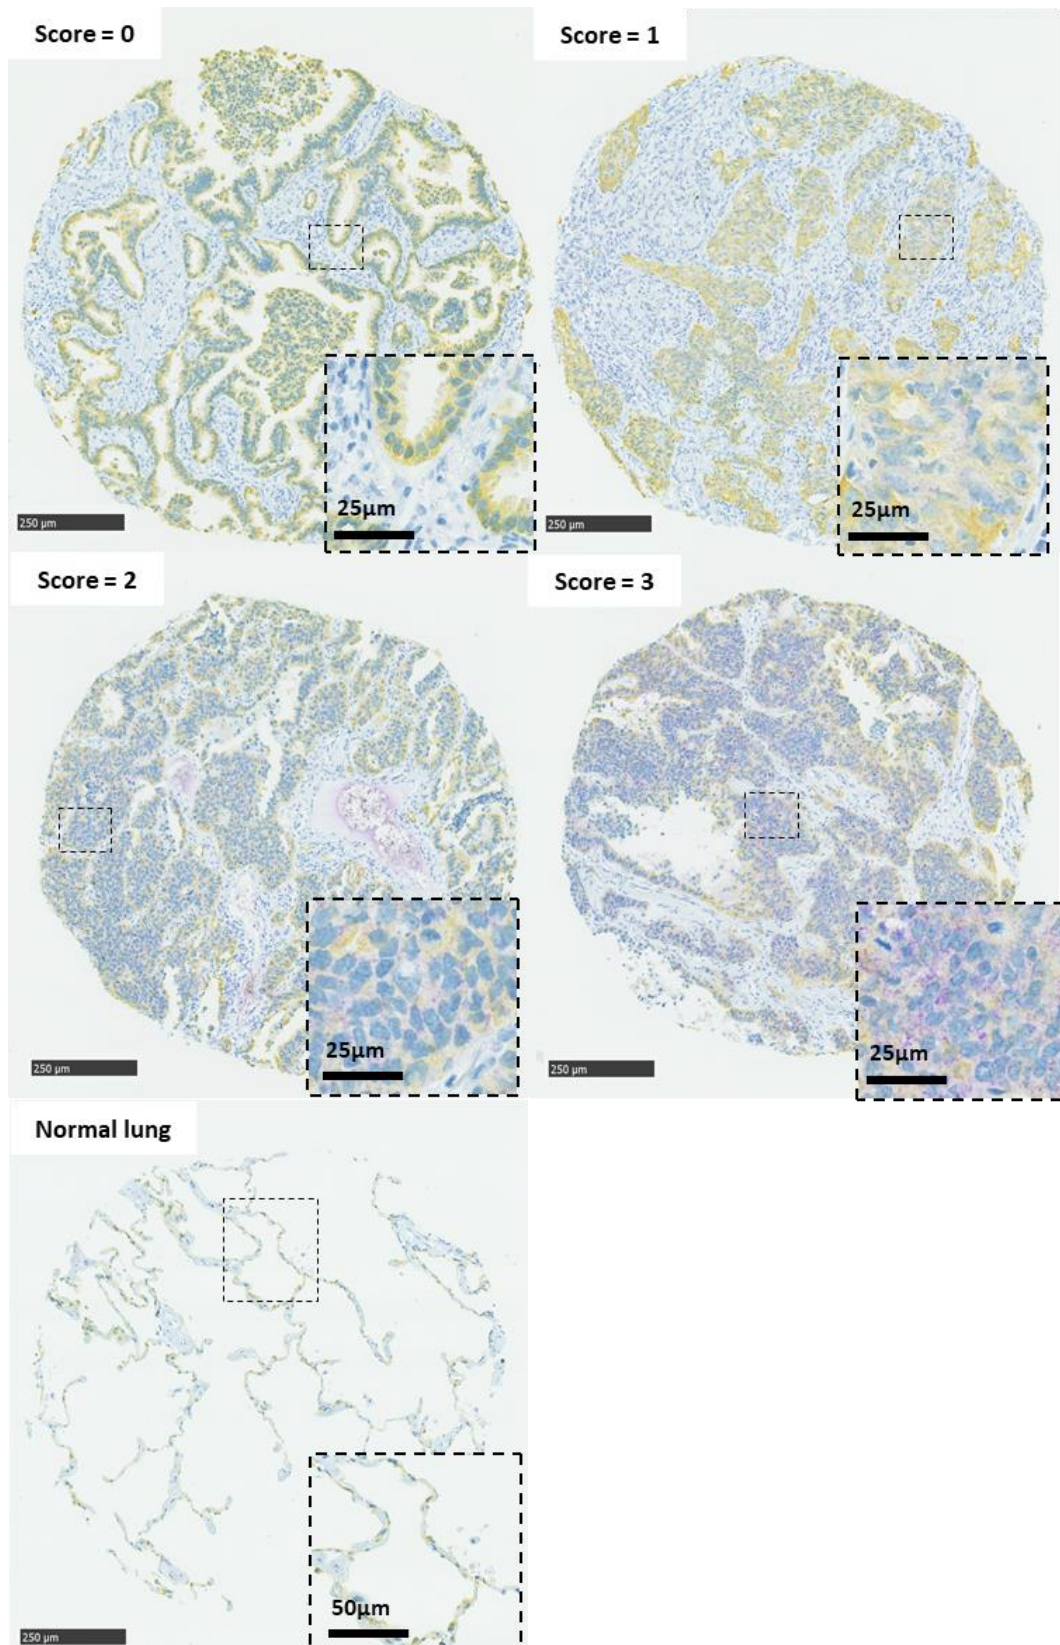 Score = 0
Score = 1
25µm
25µm
250 µm
250 µm
Score = 2
Score = 3
25µm
25µm
250 µm
250 µm
Normal lung
50µm
250 µm